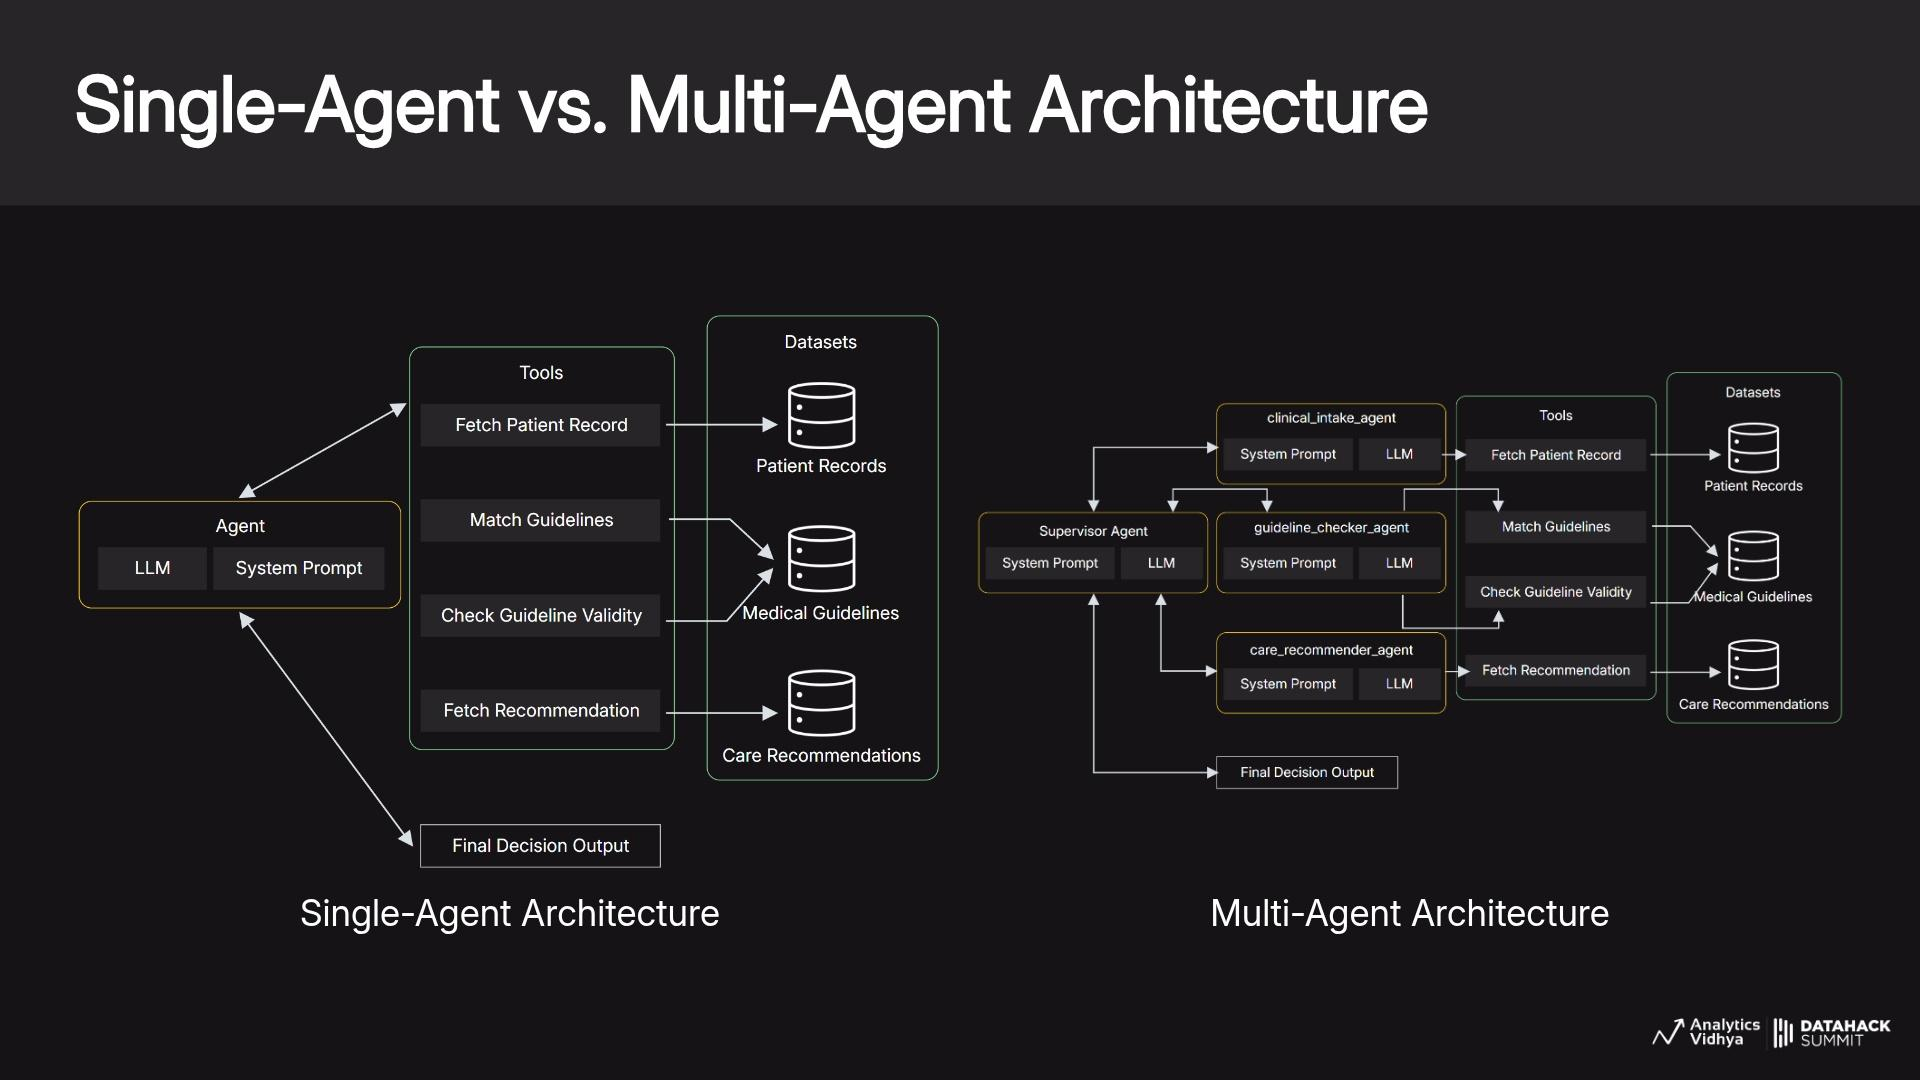 Single-Agent vs. Multi-Agent Architecture
Tools
Fetch Patient Record
Match Guidelines
Check Guideline Validity
Fetch Recommendation
Datasets
Patient Records
Medical Guidelines
Care Recommendations
Agent
LLM
System Prompt
Final Decision Output
Single-Agent Architecture
Supervisor Agent
System Prompt
LLM
clinical_intake_agent
System Prompt
LLM
guideline_checker_agent
System Prompt
LLM
care_recommender_agent
System Prompt
LLM
Tools
Fetch Patient Record
Match Guidelines
Check Guideline Validity
Fetch Recommendation
Datasets
Patient Records
Medical Guidelines
Care Recommendations
Final Decision Output
Multi-Agent Architecture
Analytics
Vidhya
DATAHACK
SUMMIT